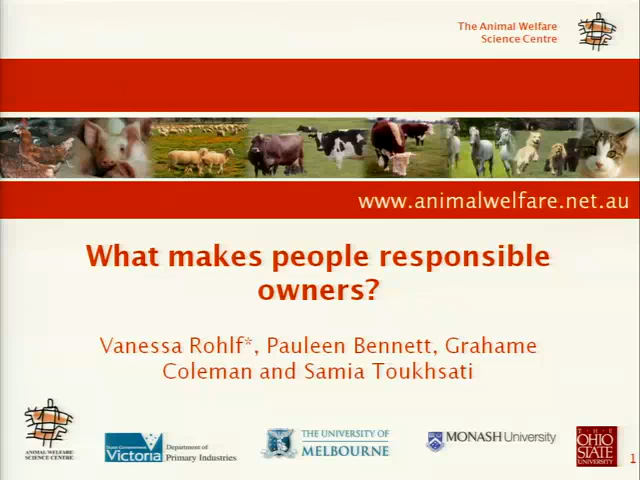 The Animal Welfare
Science Centre
www.animalwelfare.net.au
What makes people responsible
owners?
Vanessa Rohlf*, Pauleen Bennett, Grahame
Coleman and Samia Toukhsati
ANIMAL WELFARE
SCIENCE CENTRE
State Government
Victoria
Department of
Primary Industries
THE UNIVERSITY OF
MELBOURNE
MONASH University
THE
OHIO
STATE
UNIVERSITY
1